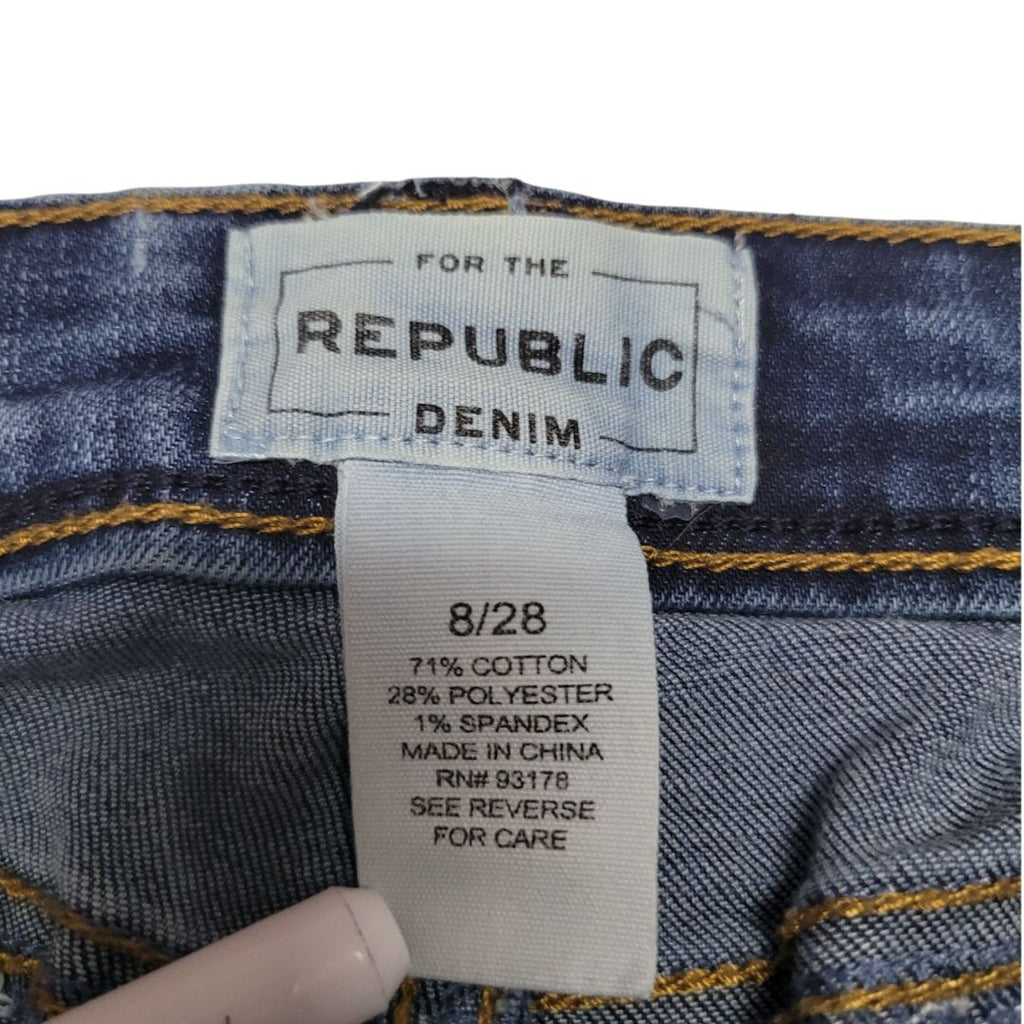 FOR THE
REPUBLIC
DENIM
8/28
71% COTTON
28% POLYESTER
1% SPANDEX
MADE IN CHINA
RN# 93178
SEE REVERSE
FOR CARE